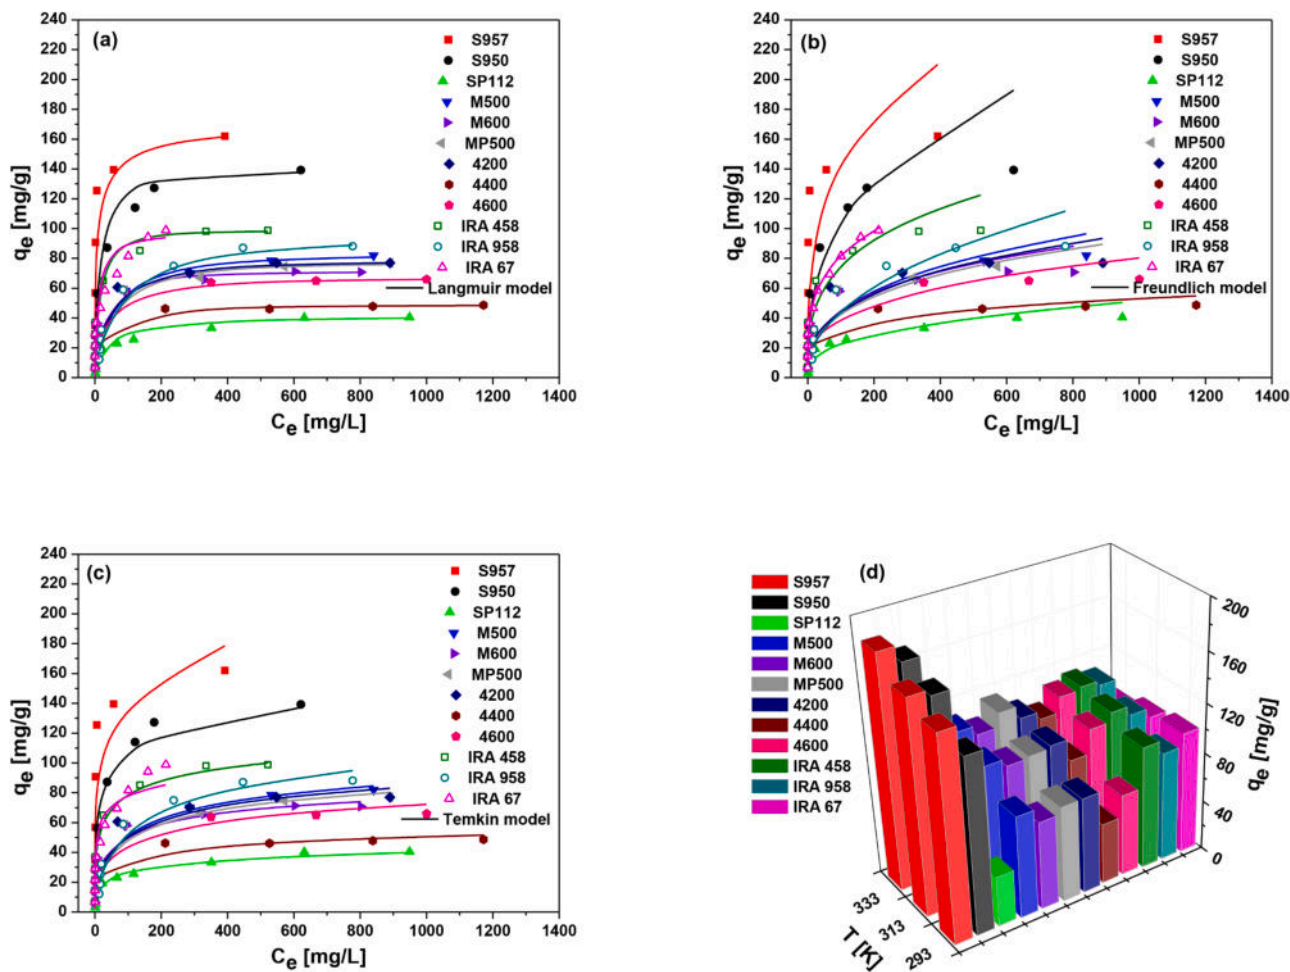 (a)
240
220
200
180
160
140
120
100
80
60
40
20
0
qe [mg/g]
0 200 400 600 800 1000 1200 1400
Ce [mg/L]
S957
S950
SP112
M500
M600
MP500
4200
4400
4600
IRA 458
IRA 958
IRA 67
Langmuir model
(b)
240
220
200
180
160
140
120
100
80
60
40
20
0
qe [mg/g]
0 200 400 600 800 1000 1200 1400
Ce [mg/L]
S957
S950
SP112
M500
M600
MP500
4200
4400
4600
IRA 458
IRA 958
IRA 67
Freundlich model
(c)
240
220
200
180
160
140
120
100
80
60
40
20
0
qe [mg/g]
0 200 400 600 800 1000 1200 1400
Ce [mg/L]
S957
S950
SP112
M500
M600
MP500
4200
4400
4600
IRA 458
IRA 958
IRA 67
Temkin model
(d)
S957
S950
SP112
M500
M600
MP500
4200
4400
4600
IRA 458
IRA 958
IRA 67
200
160
120
80
40
0
qe [mg/g]
333
313
293
T [K]